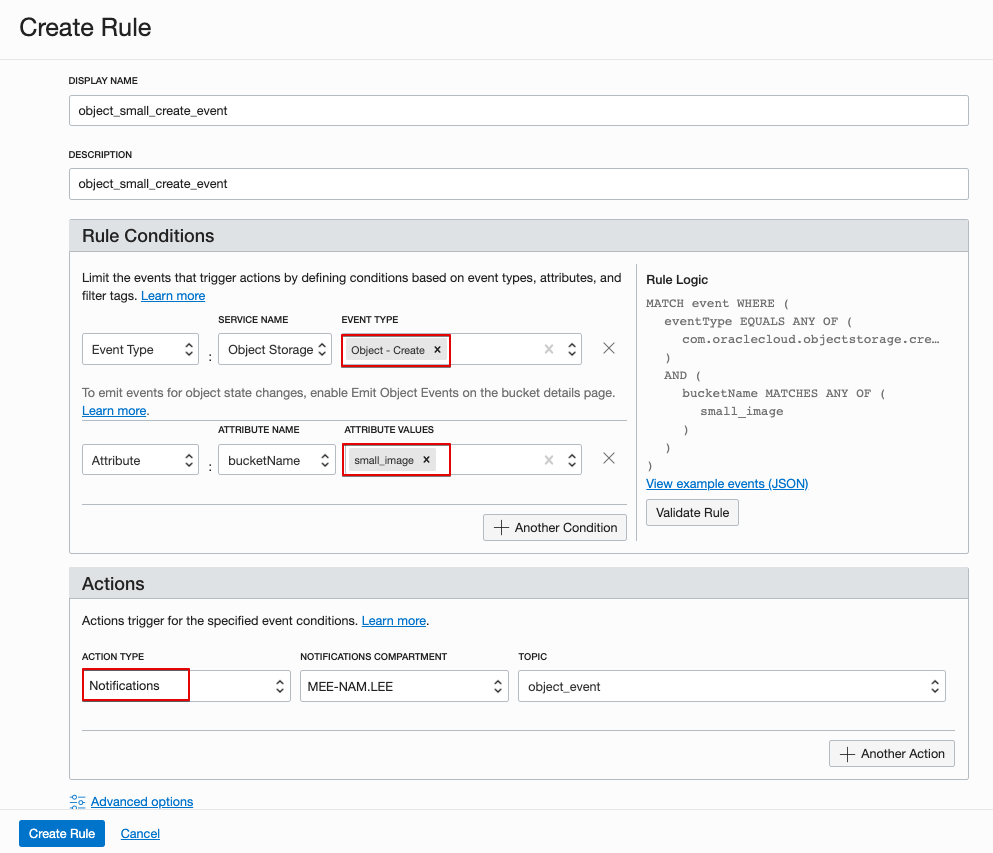 Create Rule
DISPLAY NAME
object_small_create_event
DESCRIPTION
object_small_create_event
Rule Conditions
Limit the events that trigger actions by defining conditions based on event types, attributes, and
filter tags. Learn more
SERVICE NAME EVENT TYPE
Event Type : Object Storage Object - Create
To emit events for object state changes, enable Emit Object Events on the bucket details page.
Learn more.
ATTRIBUTE NAME ATTRIBUTE VALUES
Attribute : bucketName small_image
Another Condition
Rule Logic
MATCH event WHERE (
eventType EQUALS ANY OF (
com.oraclecloud.objectstorage.cre…
)
AND (
bucketName MATCHES ANY OF (
small_image
)
)
)
View example events (JSON)
Validate Rule
Actions
Actions trigger for the specified event conditions. Learn more.
ACTION TYPE NOTIFICATIONS COMPARTMENT TOPIC
Notifications MEE-NAM.LEE object_event
Another Action
Advanced options
Create Rule Cancel